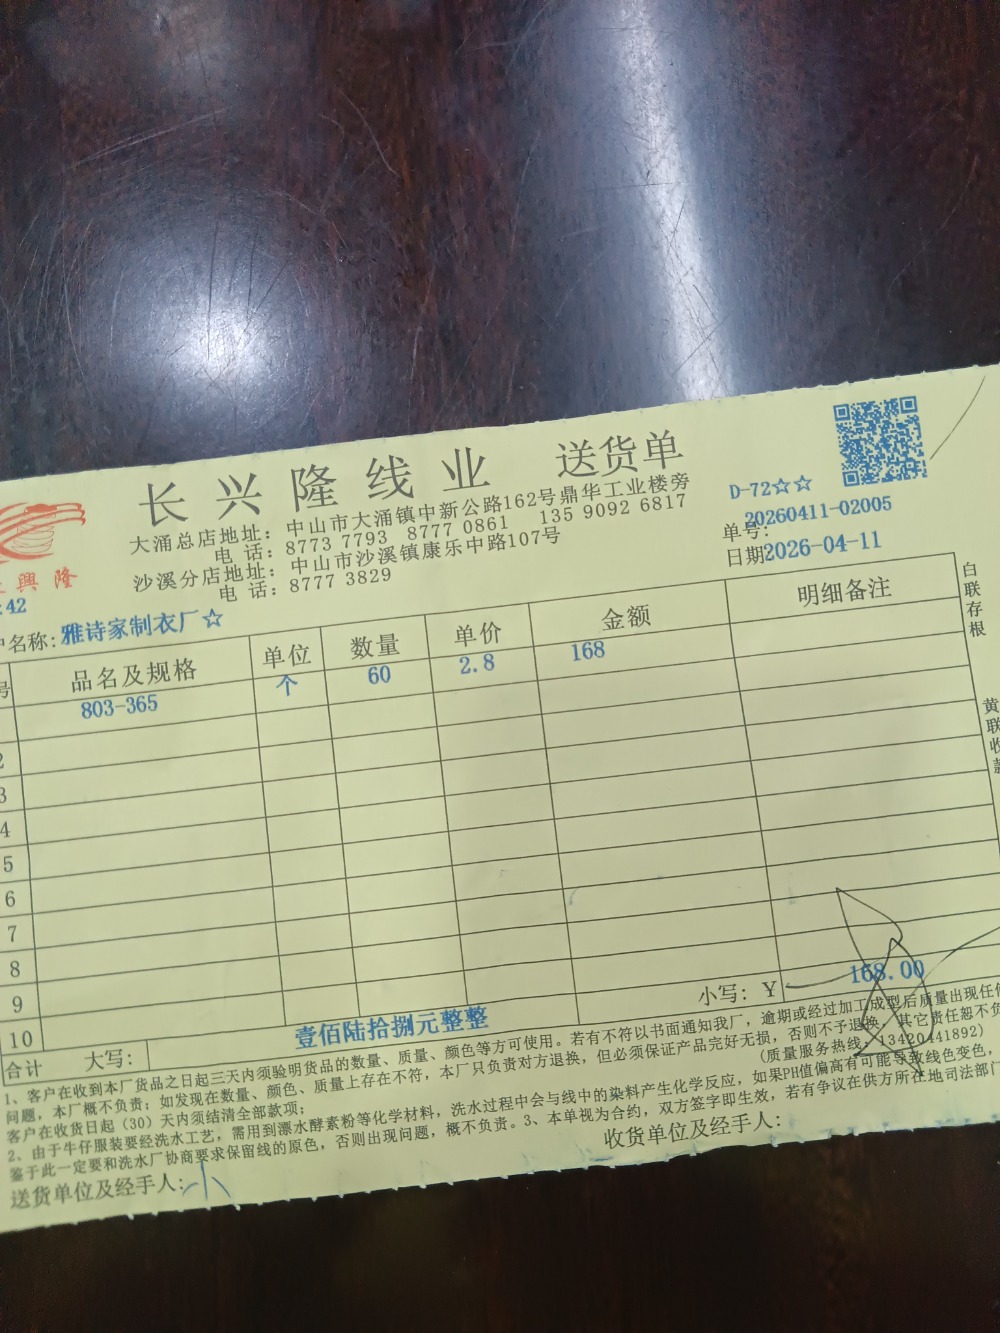 长兴隆线业 送货单
大涌总店地址：中山市大涌镇中新公路162号鼎华工业楼旁
电 话：8773 7793 8777 0861 135 9092 6817
沙溪分店地址：中山市沙溪镇康乐中路107号
电 话：8777 3829
D-72☆☆
单号：20260411-02005
日期2026-04-11
興隆
:42
名称：雅诗家制衣厂☆
号 品名及规格 单位 数量 单价 金额 明细备注
803-365 个 60 2.8 168
2
3
4
5
6
7
8
9
10
小写：￥ 168.00
合计 大写： 壹佰陆拾捌元整整
1、客户在收到本厂货品之日起三天内须验明货品的数量、质量、颜色等方可使用。若有不符以书面通知我厂，逾期或经过加工成型后质量出现任何
问题，本厂概不负责；如发现在数量、颜色、质量上存在不符，本厂只负责对方退换，但必须保证产品完好无损，否则不予退换，其它责任恕不负
客户在收货日起（30）天内须结清全部款项；
(质量服务热线：13420441892)
2、由于牛仔服装要经洗水工艺，需用到漂水酵素粉等化学材料，洗水过程中会与线中的染料产生化学反应，如果PH值偏高有可能导致线色变色，
鉴于此一定要和洗水厂协商要求保留线的原色，否则出现问题，概不负责。3、本单视为合约，双方签字即生效，若有争议在供方所在地司法部门
送货单位及经手人：小
收货单位及经手人：
白联存根
黄联收款